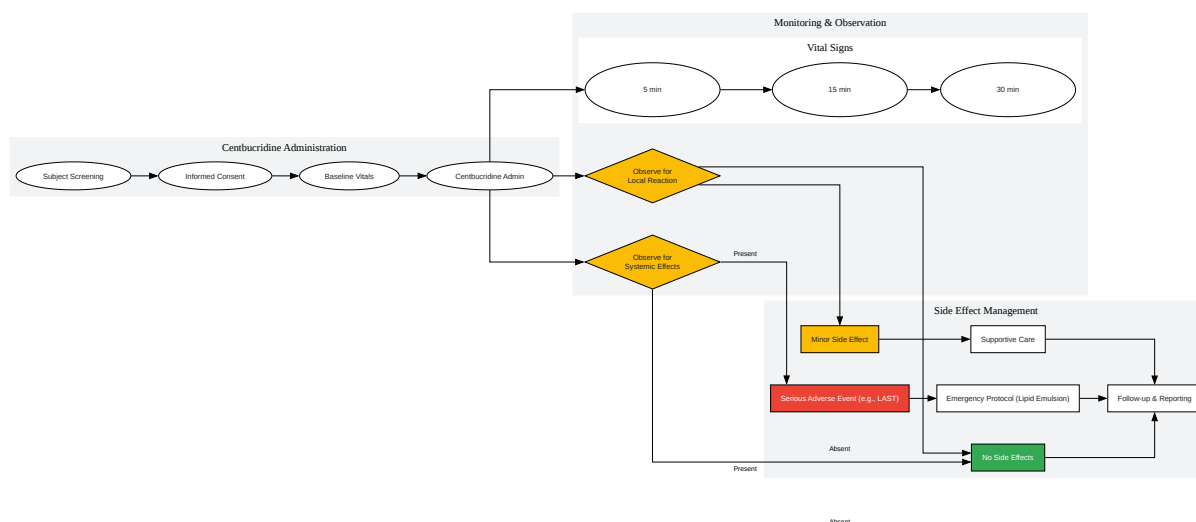 Monitoring & Observation
Vital Signs
5 min
15 min
30 min
Centbucridine Administration
Subject Screening
Informed Consent
Baseline Vitals
Centbucridine Admin
Observe for
Local Reaction
Observe for
Systemic Effects
Present
Side Effect Management
Minor Side Effect
Supportive Care
Serious Adverse Event (e.g., LAST)
Emergency Protocol (Lipid Emulsion)
Follow-up & Reporting
Absent
No Side Effects
Present
Absent